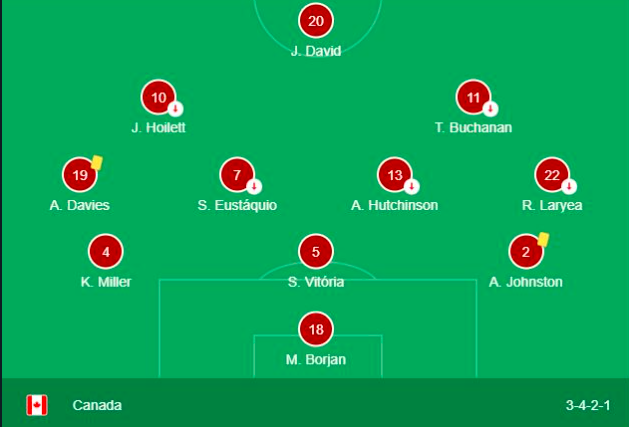 20
J. David
10 11
J. Hoilett T. Buchanan
19 7 13 22
A. Davies S. Eustáquio A. Hutchinson R. Laryea
4 5 2
K. Miller S. Vitória A. Johnston
18
M. Borjan
Canada 3-4-2-1